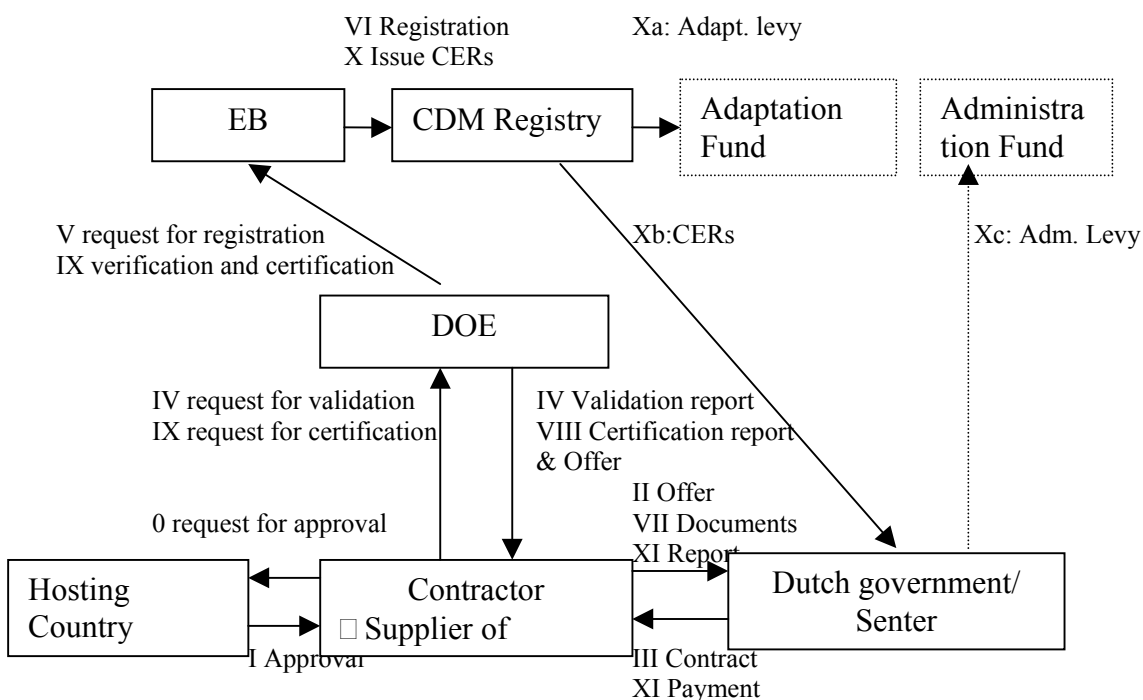 VI Registration
X Issue CERs
Xa: Adapt. levy
EB
CDM Registry
Adaptation
Fund
Administra
tion Fund
V request for registration
IX verification and certification
Xb:CERs
Xc: Adm. Levy
DOE
IV request for validation
IX request for certification
IV Validation report
VIII Certification report
& Offer
0 request for approval
II Offer
VII Documents
XI Report
Hosting
Country
Contractor
□ Supplier of
Dutch government/
Senter
I Approval
III Contract
XI Payment